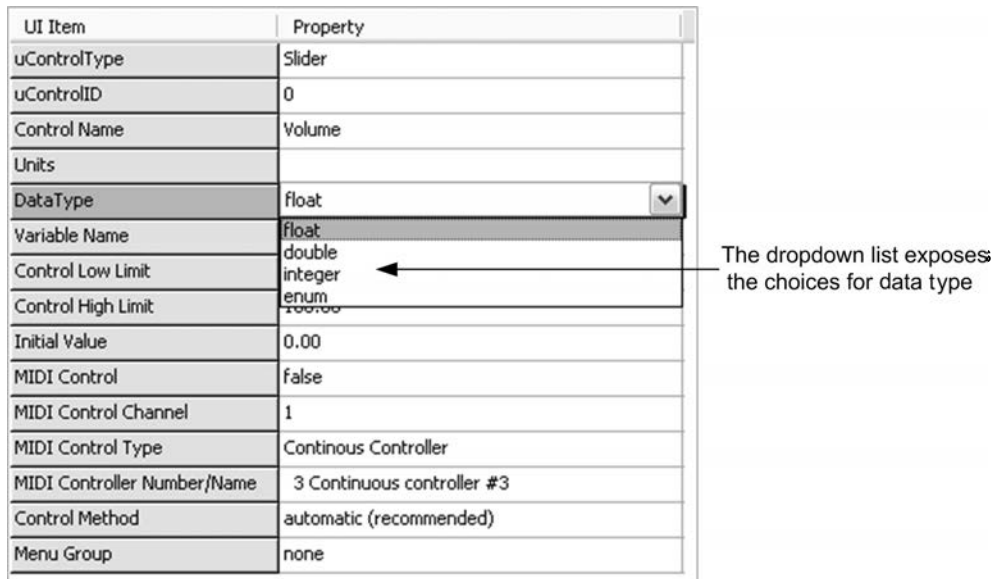 UI Item Property
uControlType Slider
uControlID 0
Control Name Volume
Units
DataType float
Variable Name float
double
Control Low Limit integer
enum
Control High Limit 100.00
Initial Value 0.00
MIDI Control false
MIDI Control Channel 1
MIDI Control Type Continous Controller
MIDI Controller Number/Name 3 Continuous controller #3
Control Method automatic (recommended)
Menu Group none
The dropdown list exposes
the choices for data type